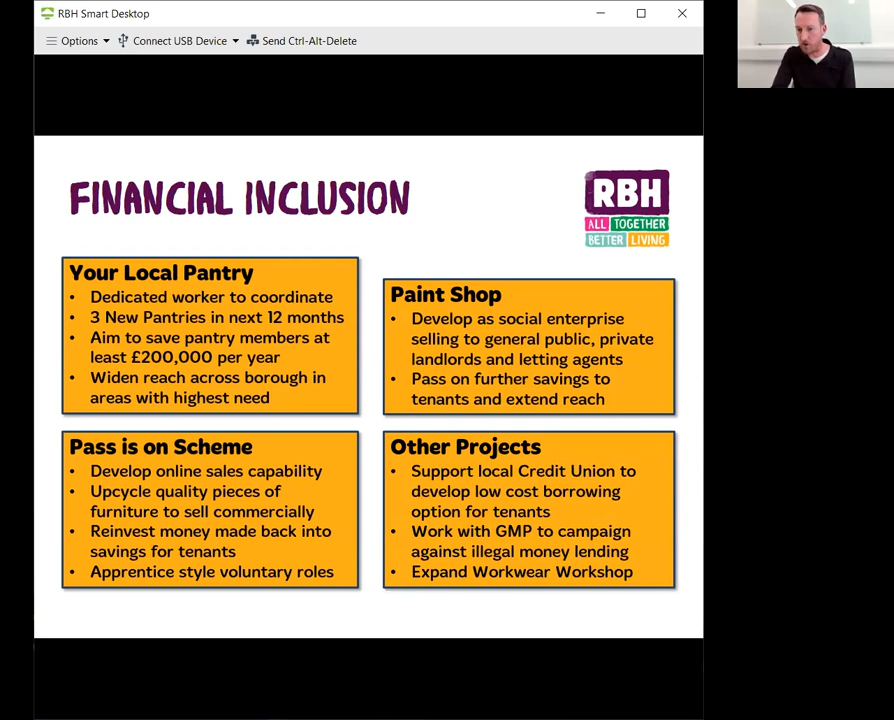 RBH Smart Desktop
Options
Connect USB Device
Send Ctrl-Alt-Delete
FINANCIAL INCLUSION
RBH
ALL TOGETHER
BETTER LIVING
Your Local Pantry
• Dedicated worker to coordinate
• 3 New Pantries in next 12 months
• Aim to save pantry members at
least £200,000 per year
• Widen reach across borough in
areas with highest need
Paint Shop
• Develop as social enterprise
selling to general public, private
landlords and letting agents
• Pass on further savings to
tenants and extend reach
Pass is on Scheme
• Develop online sales capability
• Upcycle quality pieces of
furniture to sell commercially
• Reinvest money made back into
savings for tenants
• Apprentice style voluntary roles
Other Projects
• Support local Credit Union to
develop low cost borrowing
option for tenants
• Work with GMP to campaign
against illegal money lending
• Expand Workwear Workshop